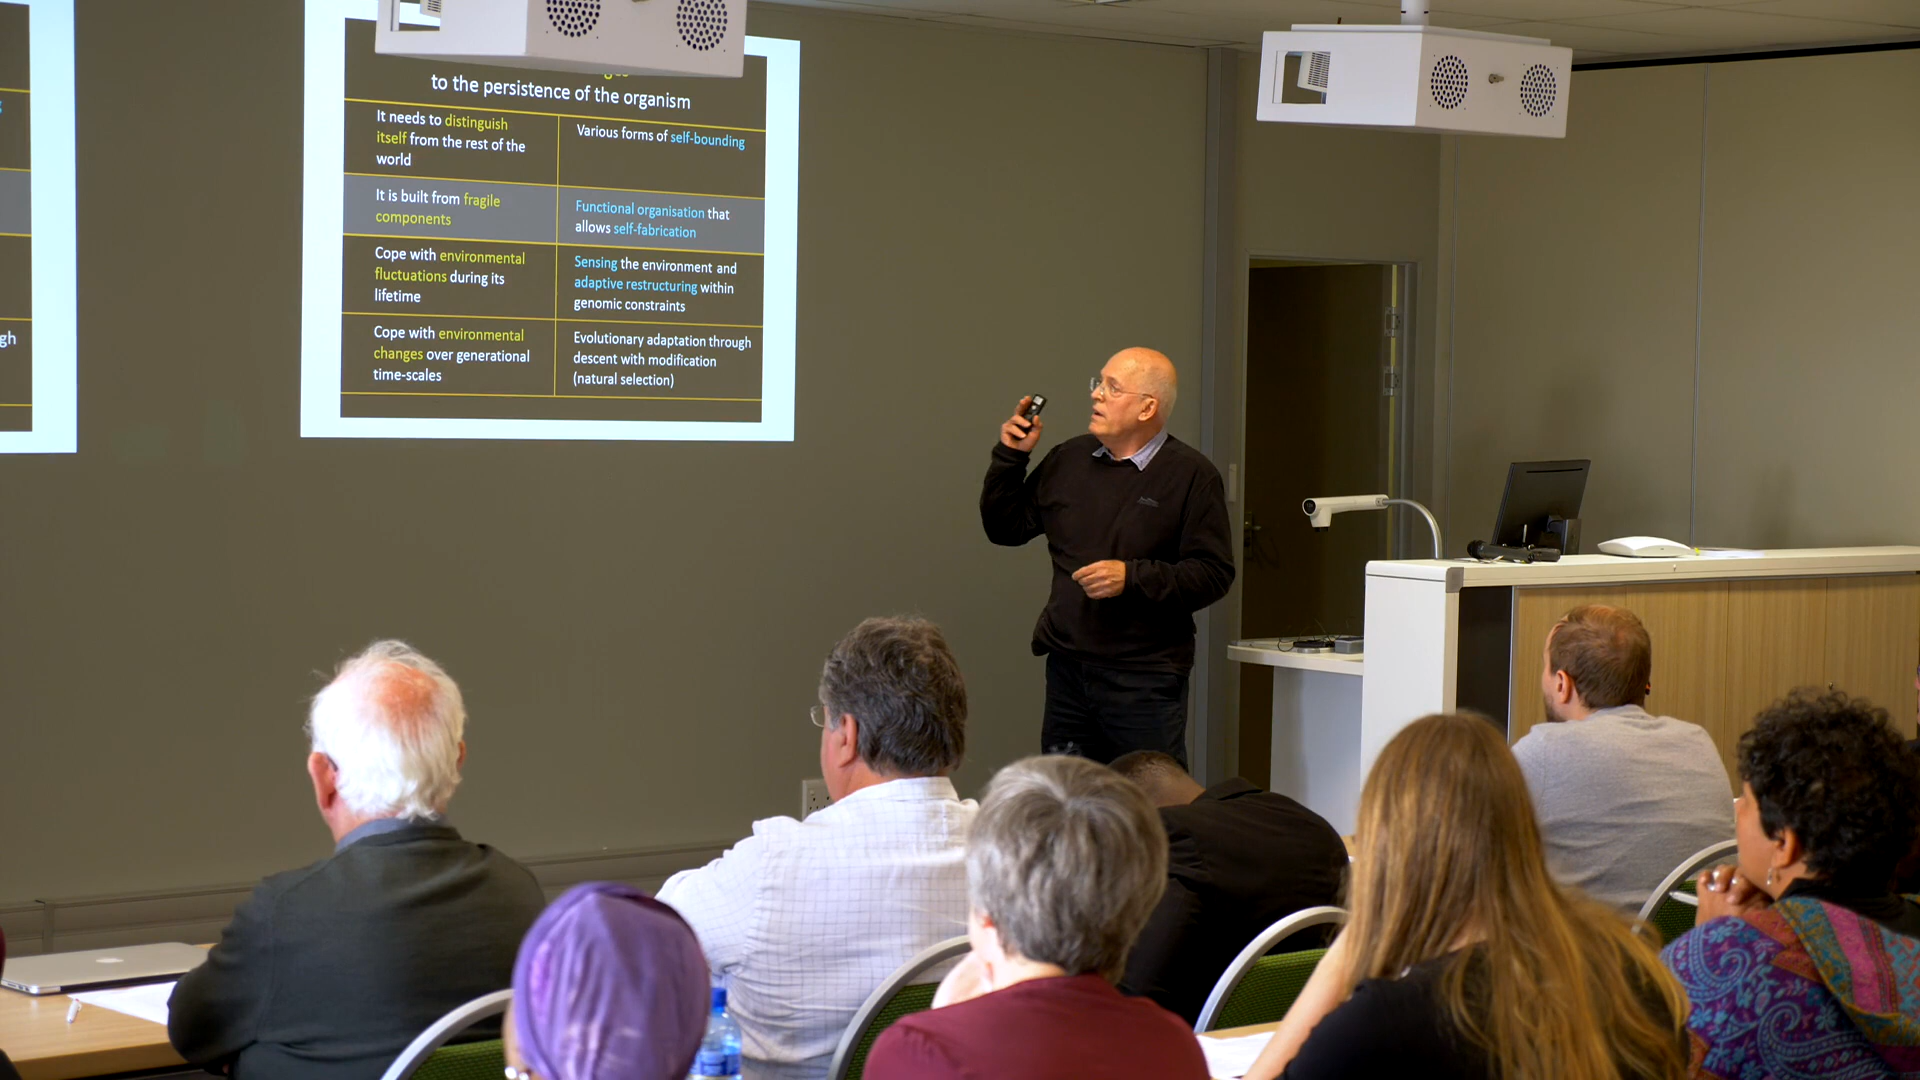 to the persistence of the organism
It needs to distinguish
itself from the rest of the
world
Various forms of self-bounding
It is built from fragile
components
Functional organisation that
allows self-fabrication
Cope with environmental
fluctuations during its
lifetime
Sensing the environment and
adaptive restructuring within
genomic constraints
Cope with environmental
changes over generational
time-scales
Evolutionary adaptation through
descent with modification
(natural selection)
gh